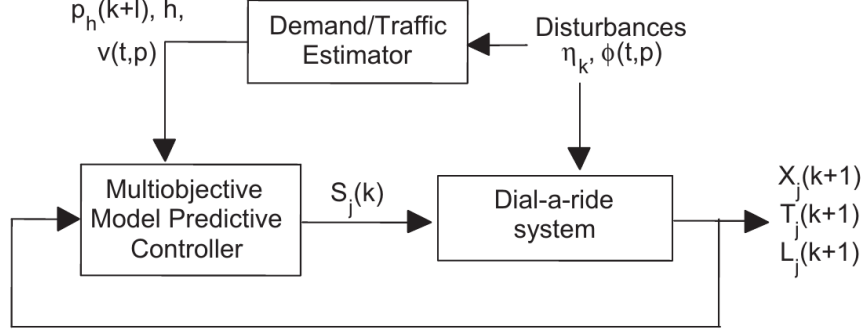 p_h(k+l), h,
v(t,p)
Demand/Traffic
Estimator
Disturbances
η_k, ϕ(t,p)
Multiobjective
Model Predictive
Controller
S_j(k)
Dial-a-ride
system
X_j(k+1)
T_j(k+1)
L_j(k+1)